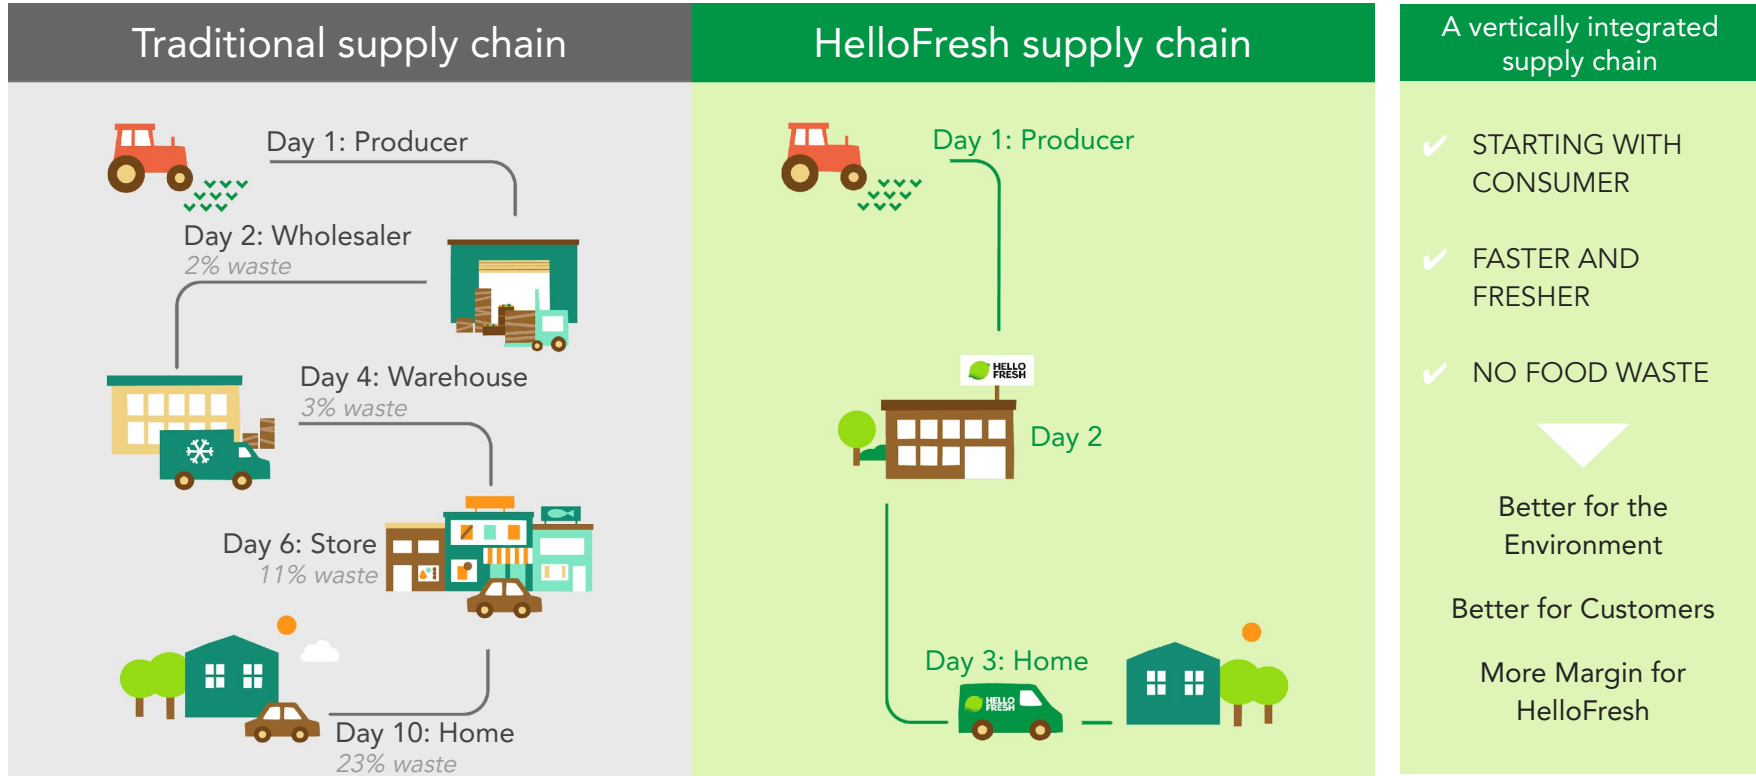 Traditional supply chain
Day 1: Producer
Day 2: Wholesaler
2% waste
Day 4: Warehouse
3% waste
Day 6: Store
11% waste
Day 10: Home
23% waste
HelloFresh supply chain
Day 1: Producer
HELLO
FRESH
Day 2
Day 3: Home
HELLO
FRESH
A vertically integrated
supply chain
STARTING WITH
CONSUMER
FASTER AND
FRESHER
NO FOOD WASTE
Better for the
Environment
Better for Customers
More Margin for
HelloFresh